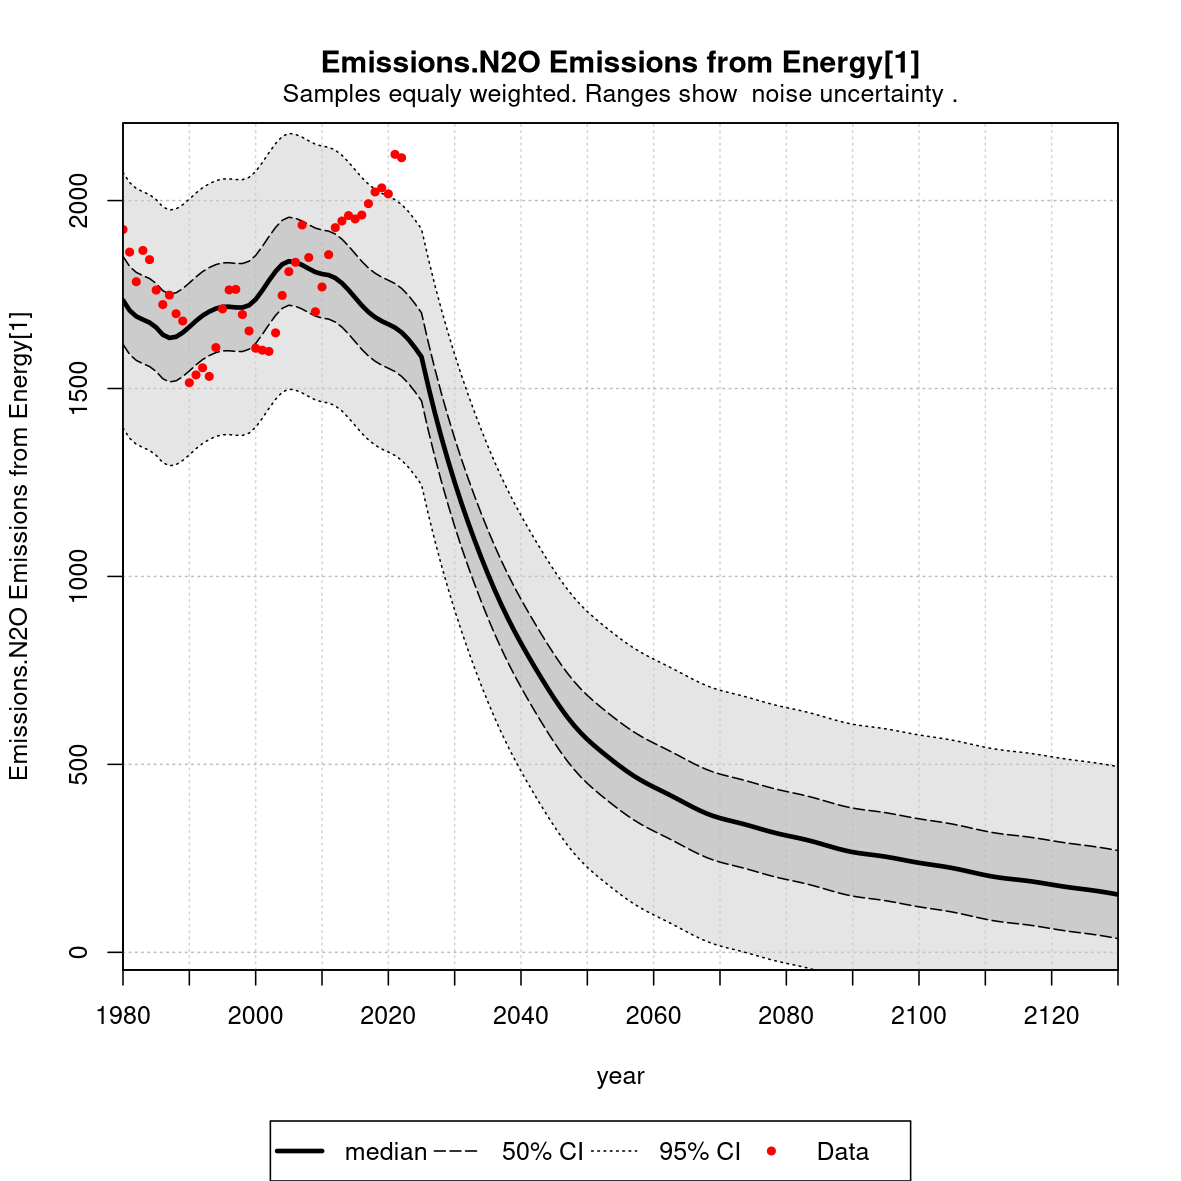 Emissions.N2O Emissions from Energy[1]
Samples equaly weighted. Ranges show  noise uncertainty .
Emissions.N2O Emissions from Energy[1]
2000
1500
1000
500
0
1980 2000 2020 2040 2060 2080 2100 2120
year
median 50% CI 95% CI Data